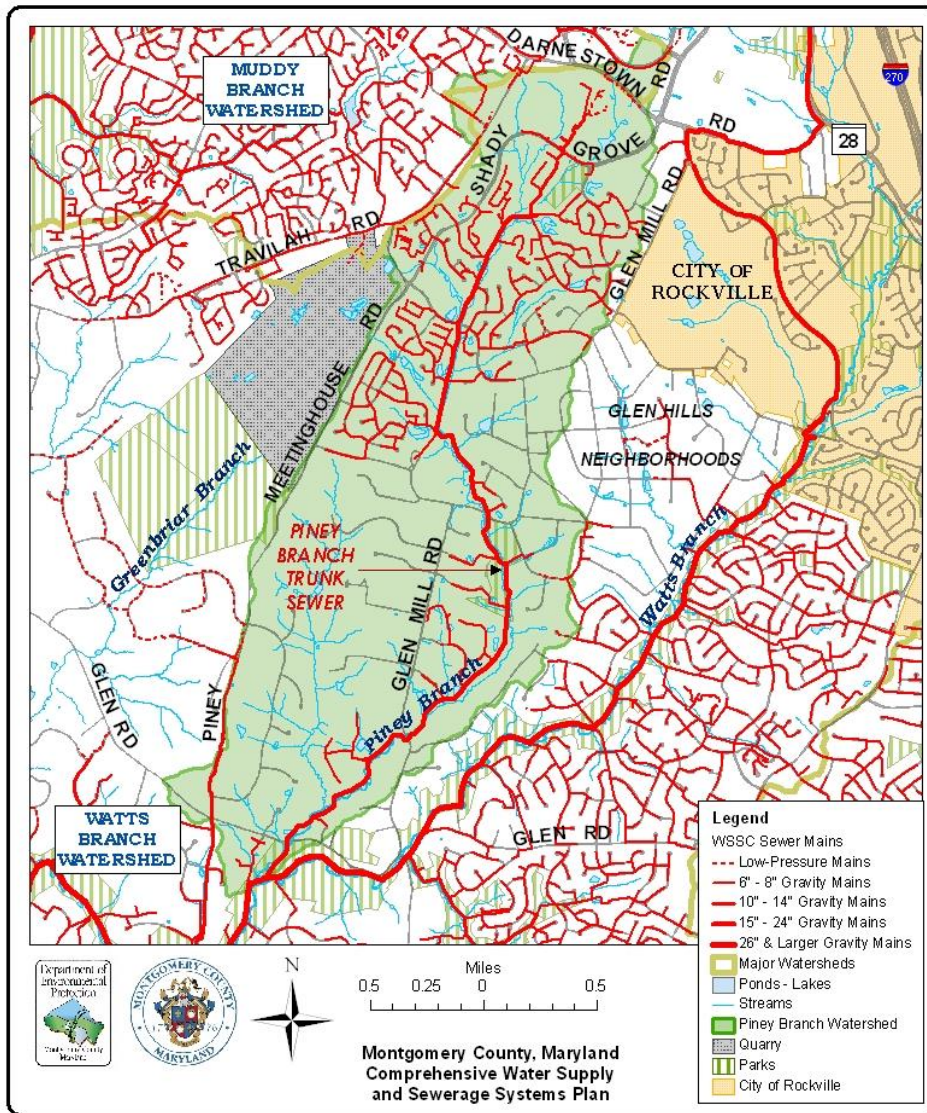 DARNESTOWN
RD
MUDDY
BRANCH
WATERSHED
270
RD
28
SHADY
GROVE
TRAVILAH RD
GLEN MILL RD
CITY OF
ROCKVILLE
MEETINGHOUSE RD
GLEN HILLS
NEIGHBORHOODS
Greenbriar Branch
PINEY
BRANCH
TRUNK
SEWER
GLEN MILL RD
Watts Branch
GLEN RD
PINEY
Piney Branch
WATTS
BRANCH
WATERSHED
GLEN RD
Legend
WSSC Sewer Mains
Low-Pressure Mains
6" - 8" Gravity Mains
10" - 14" Gravity Mains
15" - 24" Gravity Mains
26" & Larger Gravity Mains
Major Watersheds
Ponds - Lakes
Streams
Piney Branch Watershed
Quarry
Parks
City of Rockville
Department of
Environmental
Protection
Montgomery County
Maryland
MONTGOMERY COUNTY
MARYLAND
N
Miles
0.5 0.25 0 0.5
Montgomery County, Maryland
Comprehensive Water Supply
and Sewerage Systems Plan